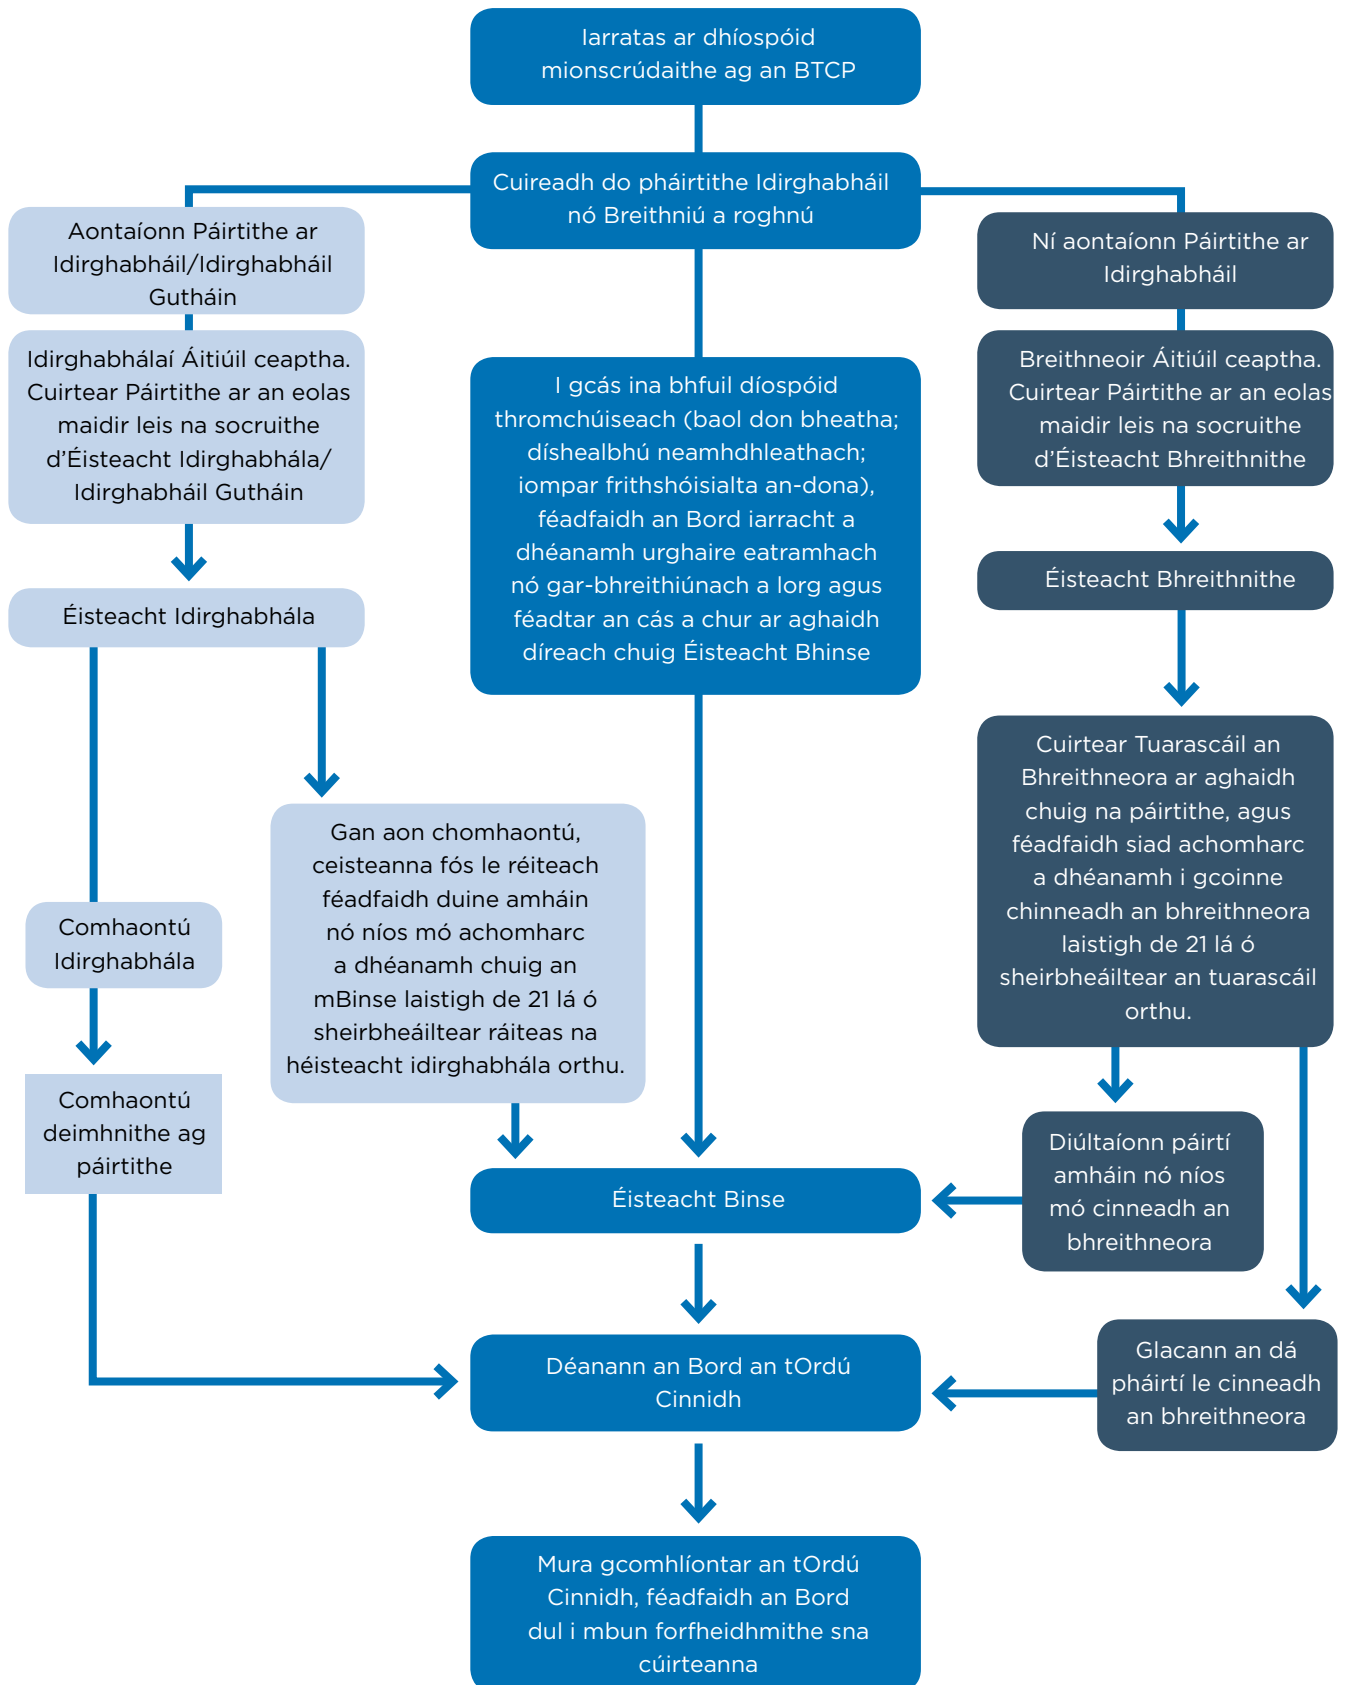 Iarratas ar dhíospóid
mionscrúdaithe ag an BTCP
Cuireadh do pháirtithe Idirghabháil
nó Breithniú a roghnú
Aontaíonn Páirtithe ar
Idirghabháil/Idirghabháil
Gutháin
Idirghabhálaí Áitiúil ceaptha.
Cuirtear Páirtithe ar an eolas
maidir leis na socruithe
d’Éisteacht Idirghabhála/
Idirghabháil Gutháin
Éisteacht Idirghabhála
Comhaontú
Idirghabhála
Comhaontú
deimhnithe ag
páirtithe
Gan aon chomhaontú,
ceisteanna fós le réiteach
féadfaidh duine amháin
nó níos mó achomharc
a dhéanamh chuig an
mBinse laistigh de 21 lá ó
sheirbheáiltear ráiteas na
héisteacht idirghabhála orthu.
I gcás ina bhfuil díospóid
thromchúiseach (baol don bheatha;
díshealbhú neamhdhleathach;
iompar frithshóisialta an-dona),
féadfaidh an Bord iarracht a
dhéanamh urghaire eatramhach
nó gar-bhreithiúnach a lorg agus
féadtar an cás a chur ar aghaidh
díreach chuig Éisteacht Bhinse
Ní aontaíonn Páirtithe ar
Idirghabháil
Breithneoir Áitiúil ceaptha.
Cuirtear Páirtithe ar an eolas
maidir leis na socruithe
d’Éisteacht Bhreithnithe
Éisteacht Bhreithnithe
Cuirtear Tuarascáil an
Bhreithneora ar aghaidh
chuig na páirtithe, agus
féadfaidh siad achomharc
a dhéanamh i gcoinne
chinneadh an bhreithneora
laistigh de 21 lá ó
sheirbheáiltear an tuarascáil
orthu.
Diúltaíonn páirtí
amháin nó níos
mó cinneadh an
bhreithneora
Glacann an dá
pháirtí le cinneadh
an bhreithneora
Éisteacht Binse
Déanann an Bord an tOrdú
Cinnidh
Mura gcomhlíontar an tOrdú
Cinnidh, féadfaidh an Bord
dul i mbun forfheidhmithe sna
cúirteanna